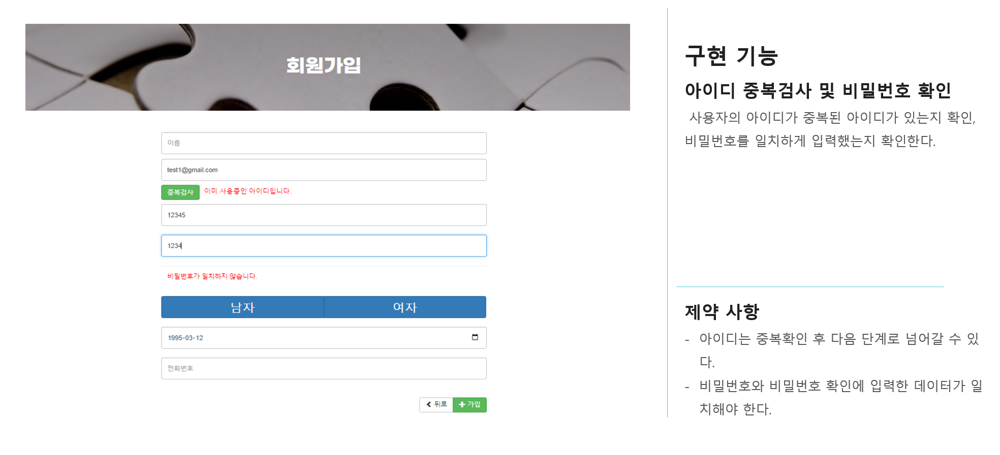 회원가입
이름
test1@gmail.com
중복검사 이미 사용중인 아이디입니다.
12345
1234
비밀번호가 일치하지 않습니다.
남자 여자
1995-03-12
전화번호
뒤로 가입
구현 기능
아이디 중복검사 및 비밀번호 확인
사용자의 아이디가 중복된 아이디가 있는지 확인,
비밀번호를 일치하게 입력했는지 확인한다.
제약 사항
- 아이디는 중복확인 후 다음 단계로 넘어갈 수 있
다.
- 비밀번호와 비밀번호 확인에 입력한 데이터가 일
치해야 한다.